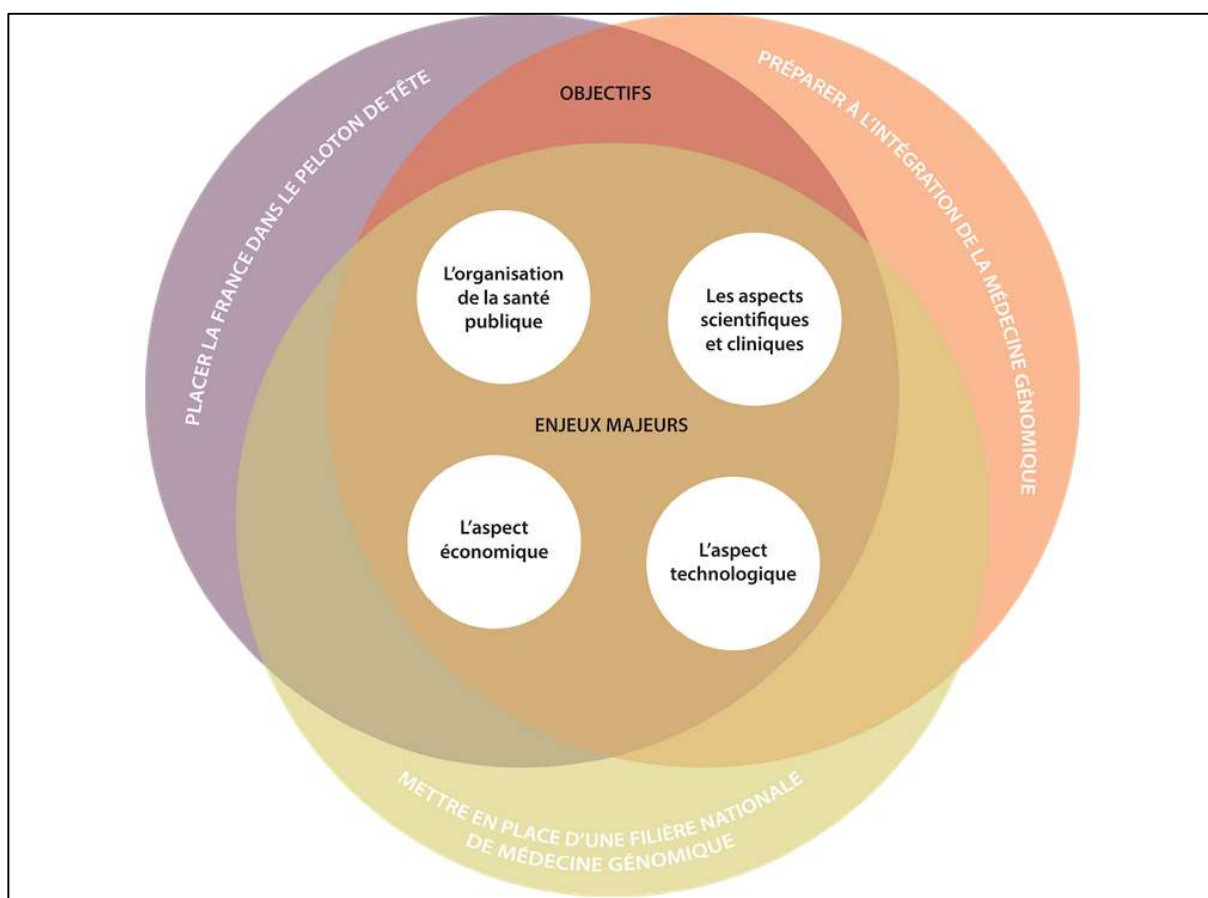 PLACER LA FRANCE DANS LE PELOTON DE TÊTE
OBJECTIFS
PRÉPARER À L'INTÉGRATION DE LA MÉDECINE GÉNOMIQUE
L'organisation
de la santé
publique
Les aspects
scientifiques
et cliniques
ENJEUX MAJEURS
L'aspect
économique
L'aspect
technologique
METTRE EN PLACE D'UNE FILIÈRE NATIONALE
DE MÉDECINE GÉNOMIQUE